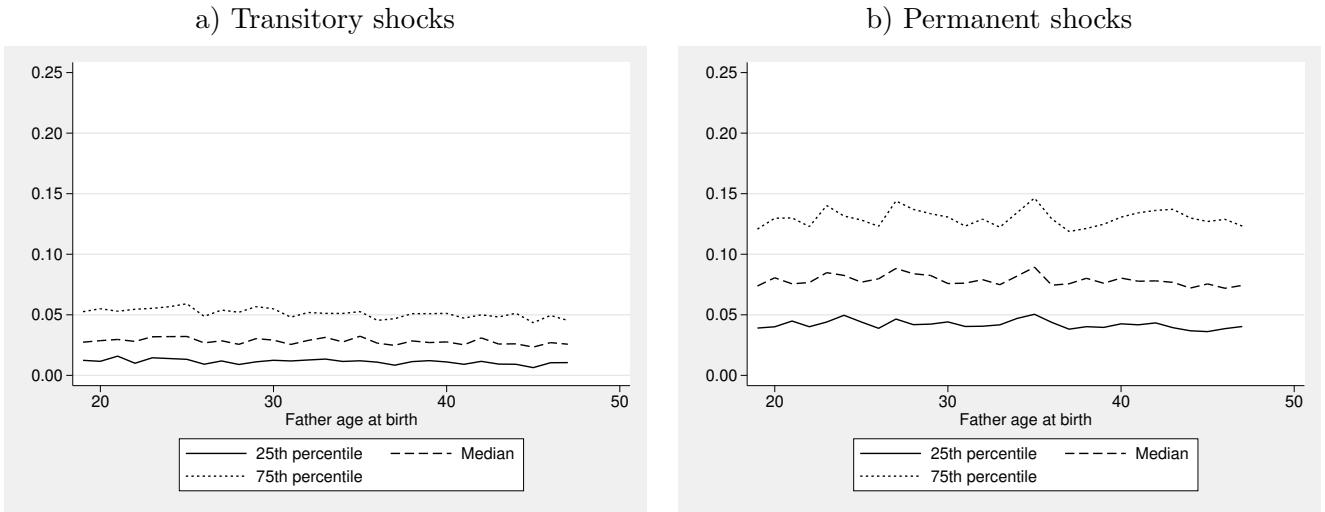 a) Transitory shocks
0.25
0.20
0.15
0.10
0.05
0.00
20 30 40 50
Father age at birth
25th percentile Median
75th percentile
b) Permanent shocks
0.25
0.20
0.15
0.10
0.05
0.00
20 30 40 50
Father age at birth
25th percentile Median
75th percentile